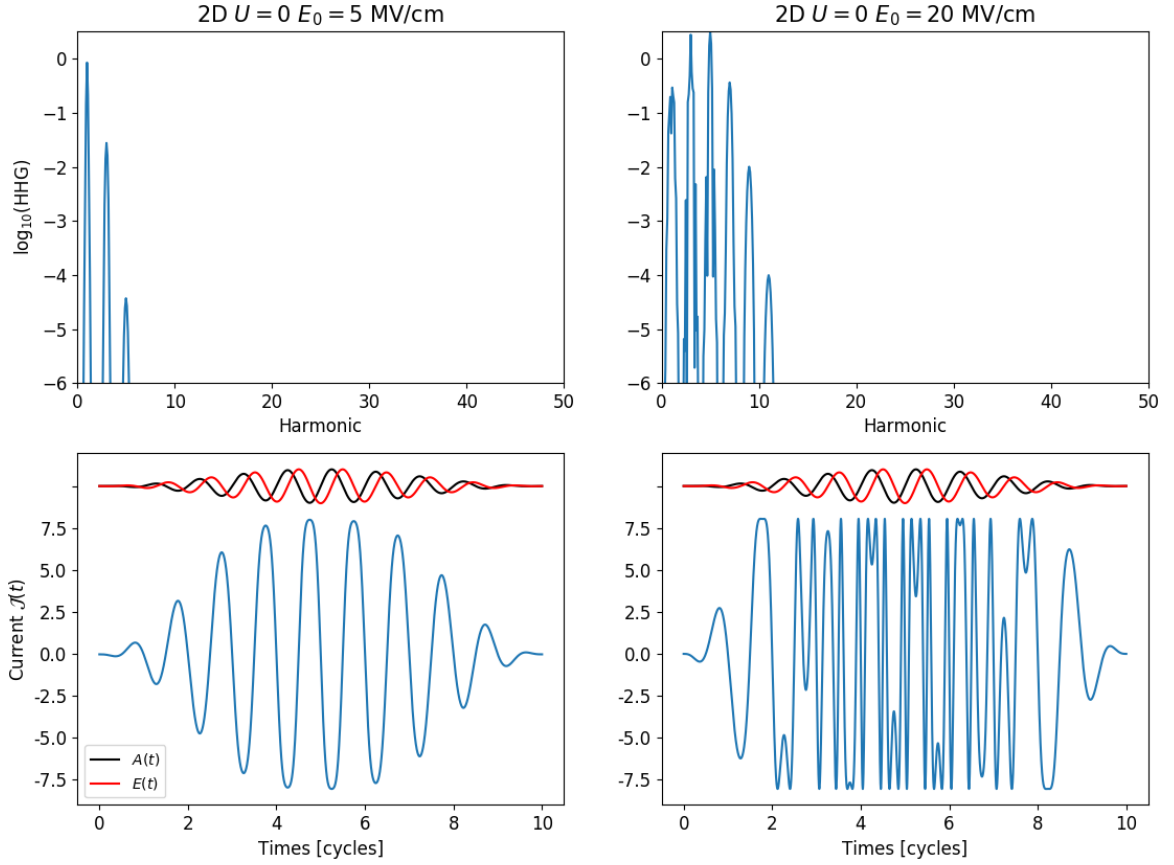 2D U = 0 E₀ = 5 MV/cm
2D U = 0 E₀ = 20 MV/cm
log₁₀(HHG)
0
−1
−2
−3
−4
−5
−6
0 10 20 30 40 50
Harmonic
0
−1
−2
−3
−4
−5
−6
0 10 20 30 40 50
Harmonic
Current 𝒥(t)
7.5
5.0
2.5
0.0
-2.5
-5.0
-7.5
A(t)
E(t)
0 2 4 6 8 10
Times [cycles]
7.5
5.0
2.5
0.0
-2.5
-5.0
-7.5
0 2 4 6 8 10
Times [cycles]